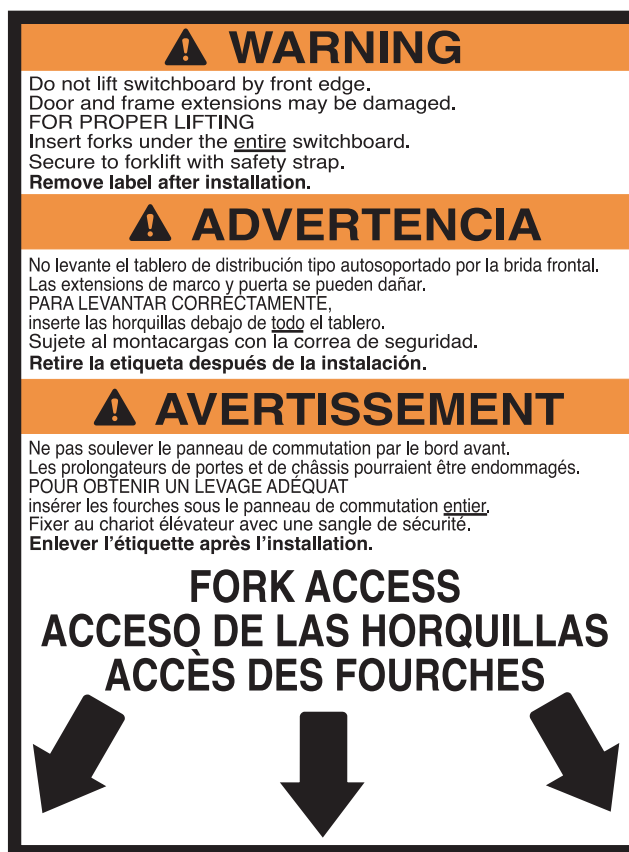 WARNING
Do not lift switchboard by front edge.
Door and frame extensions may be damaged.
FOR PROPER LIFTING
Insert forks under the entire switchboard.
Secure to forklift with safety strap.
Remove label after installation.
ADVERTENCIA
No levante el tablero de distribución tipo autosoportado por la brida frontal.
Las extensions de marco y puerta se pueden dañar.
PARA LEVANTAR CORRECTAMENTE,
inserte las horquillas debajo de todo el tablero.
Sujete al montacargas con la correa de seguridad.
Retire la etiqueta después de la instalación.
AVERTISSEMENT
Ne pas soulever le panneau de commutation par le bord avant.
Les prolongateurs de portes et de châssis pourraient être endommagés.
POUR OBTENIR UN LEVAGE ADÉQUAT
insérer les fourches sous le panneau de commutation entier.
Fixer au chariot élévateur avec une sangle de sécurité.
Enlever l'étiquette après l'installation.
FORK ACCESS
ACCESO DE LAS HORQUILLAS
ACCÈS DES FOURCHES